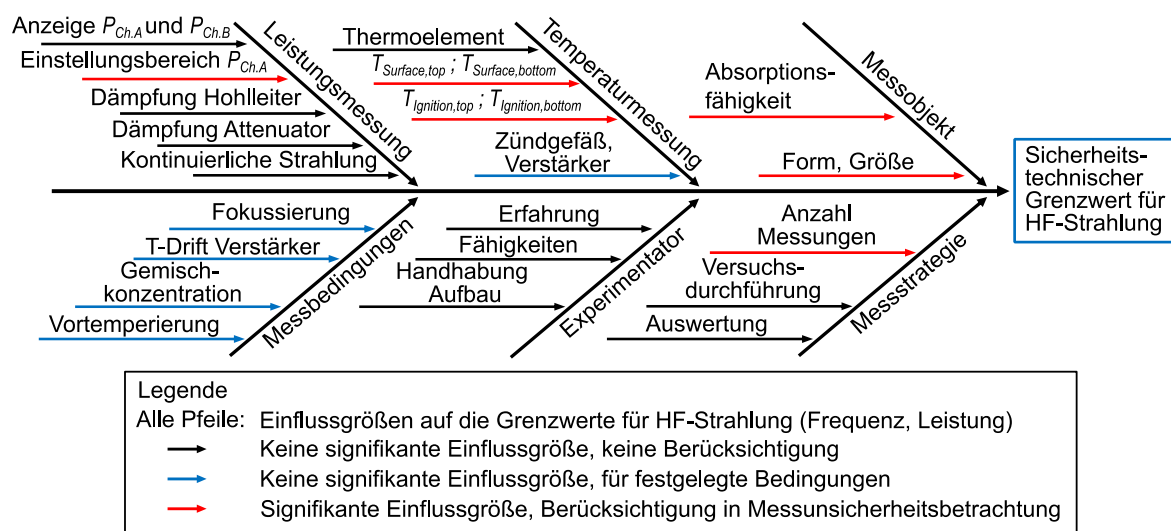 Anzeige P_Ch.A und P_Ch.B
Einstellungsbereich P_Ch.A
Dämpfung Hohlleiter
Dämpfung Attenuator
Kontinuierliche Strahlung
Leistungsmessung
Thermoelement
T_Surface,top ; T_Surface,bottom
T_Ignition,top ; T_Ignition,bottom
Zündgefäß,
Verstärker
Temperaturmessung
Absorptions-
fähigkeit
Form, Größe
Messobjekt
Sicherheits-
technischer
Grenzwert für
HF-Strahlung
Fokussierung
T-Drift Verstärker
Gemisch-
konzentration
Vortemperierung
Messbedingungen
Erfahrung
Fähigkeiten
Handhabung
Aufbau
Experimentator
Anzahl
Messungen
Versuchs-
durchführung
Auswertung
Messstrategie
Legende
Alle Pfeile: Einflussgrößen auf die Grenzwerte für HF-Strahlung (Frequenz, Leistung)
Keine signifikante Einflussgröße, keine Berücksichtigung
Keine signifikante Einflussgröße, für festgelegte Bedingungen
Signifikante Einflussgröße, Berücksichtigung in Messunsicherheitsbetrachtung